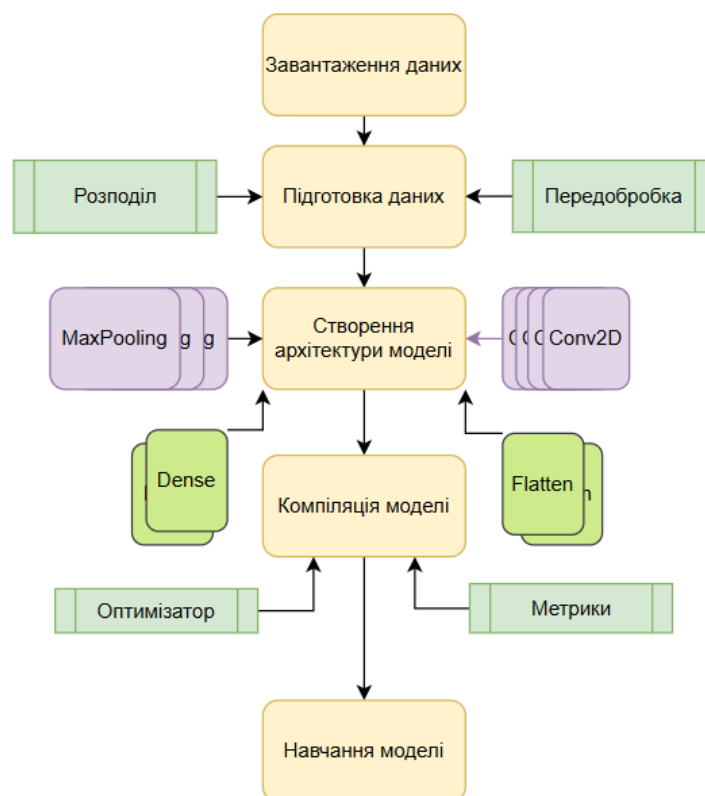 Завантаження даних
Розподіл
Підготовка даних
Передобробка
MaxPooling
g
g
Створення
архітектури моделі
C
C
C
Conv2D
Dense
Flatten
n
Компіляція моделі
Оптимізатор
Метрики
Навчання моделі